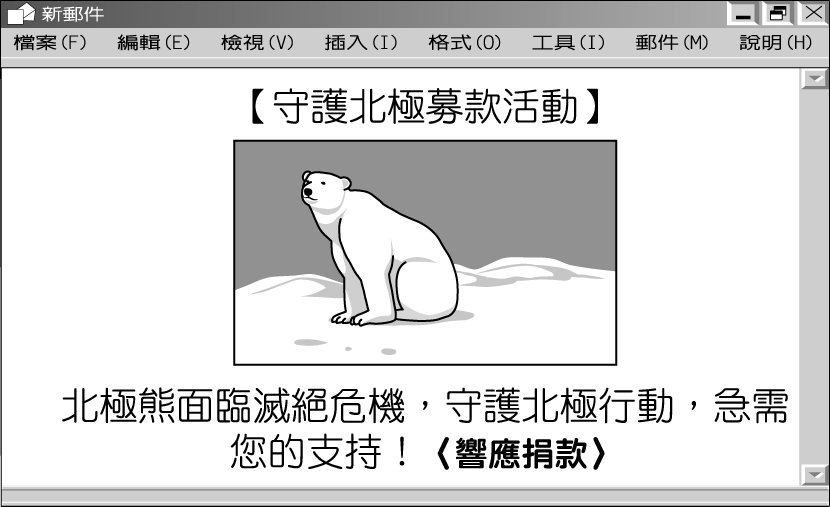 新郵件
檔案(F) 編輯(E) 檢視(V) 插入(I) 格式(O) 工具(I) 郵件(M) 說明(H)
【守護北極募款活動】
北極熊面臨滅絕危機，守護北極行動，急需
您的支持！〈響應捐款〉